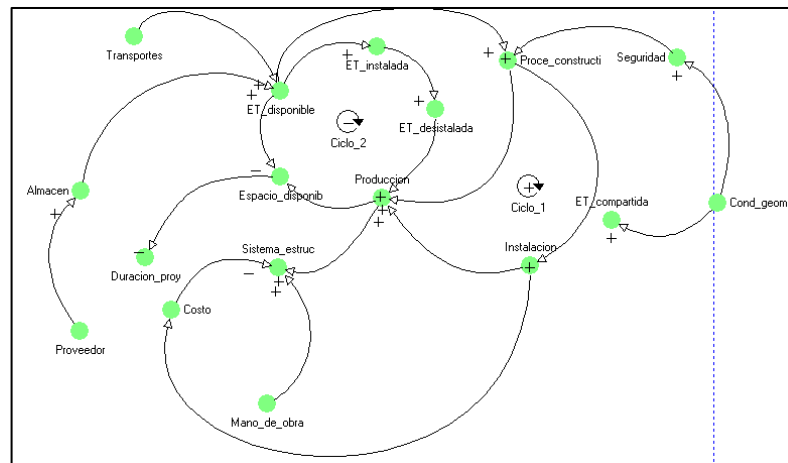 Transportes
ET_instalada
Proce_constructi
Seguridad
ET_disponible
ET_desistalada
Ciclo_2
Almacen
Espacio_disponib
Produccion
Ciclo_1
ET_compartida
Cond_geom
Sistema_estruc
Instalacion
Duracion_proy
Costo
Proveedor
Mano_de_obra